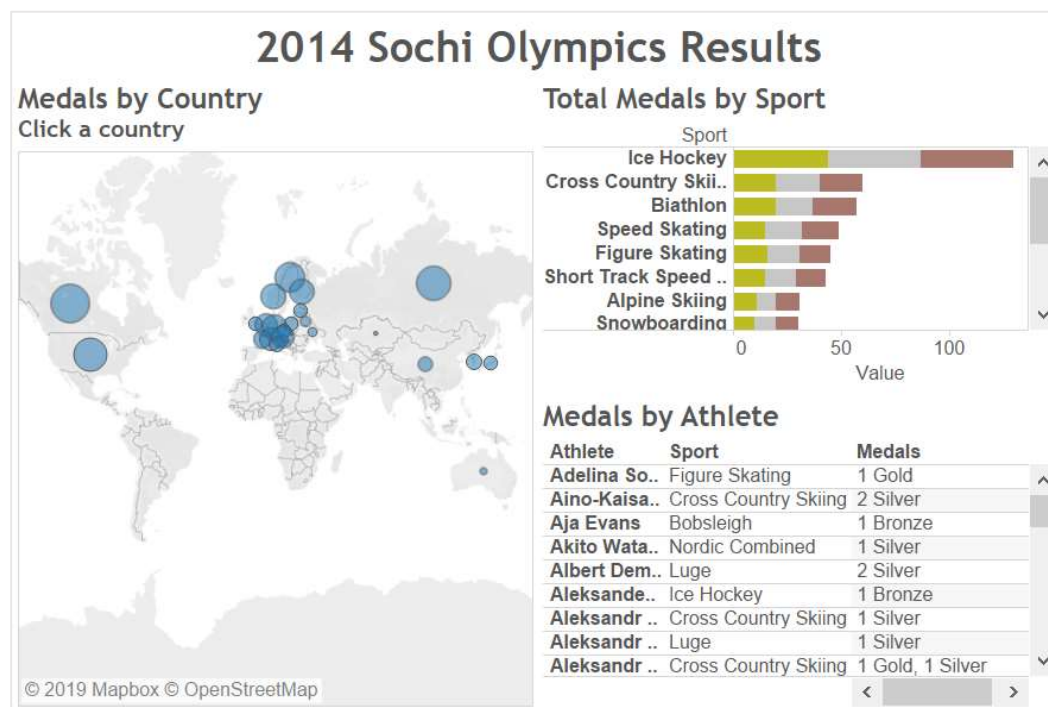 2014 Sochi Olympics Results
Medals by Country
Click a country
© 2019 Mapbox © OpenStreetMap
Total Medals by Sport
Sport
Ice Hockey
Cross Country Skii..
Biathlon
Speed Skating
Figure Skating
Short Track Speed ..
Alpine Skiing
Snowboarding
0 50 100
Value
Medals by Athlete
Athlete Sport Medals
Adelina So.. Figure Skating 1 Gold
Aino-Kaisa.. Cross Country Skiing 2 Silver
Aja Evans Bobsleigh 1 Bronze
Akito Wata.. Nordic Combined 1 Silver
Albert Dem.. Luge 2 Silver
Aleksande.. Ice Hockey 1 Bronze
Aleksandr .. Cross Country Skiing 1 Silver
Aleksandr .. Luge 1 Silver
Aleksandr .. Cross Country Skiing 1 Gold, 1 Silver